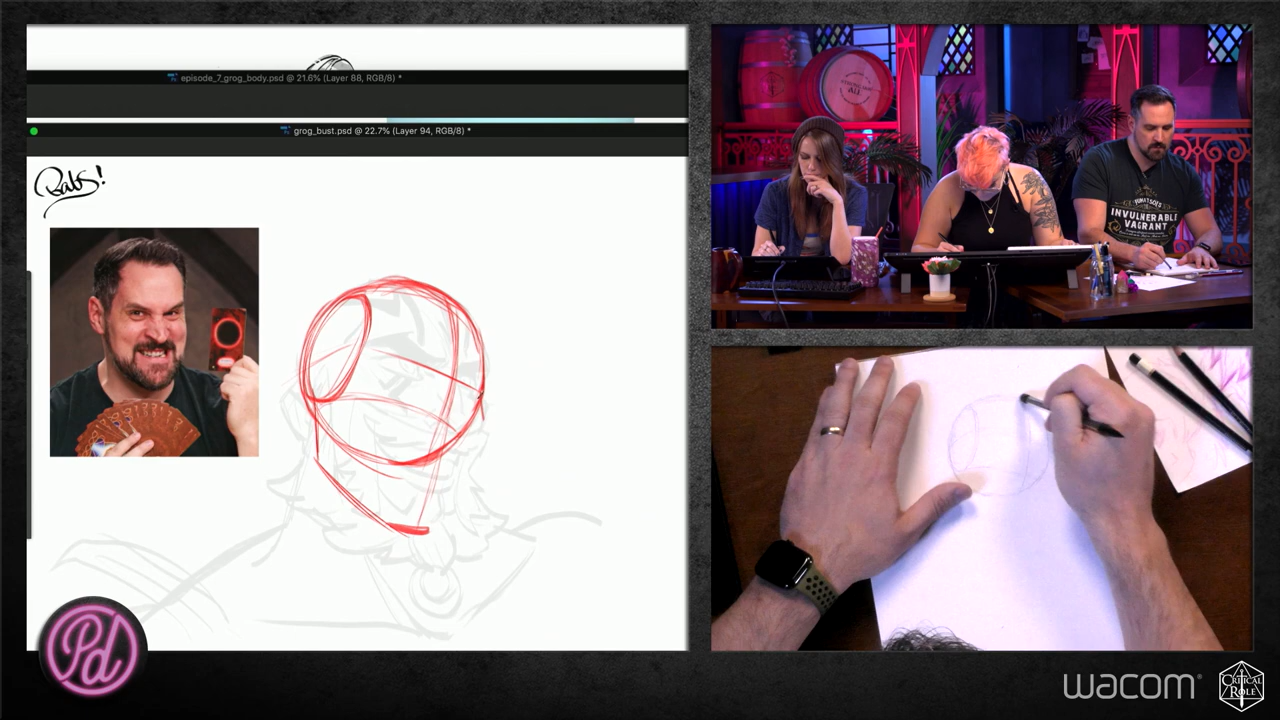 episode_7_grog_body.psd @ 21.6% (Layer 88, RGB/8) *
grog_bust.psd @ 22.7% (Layer 94, RGB/8) *
Rabs!
INVULNERABLE
VAGRANT
Pd
wacom
CRITICAL
ROLE